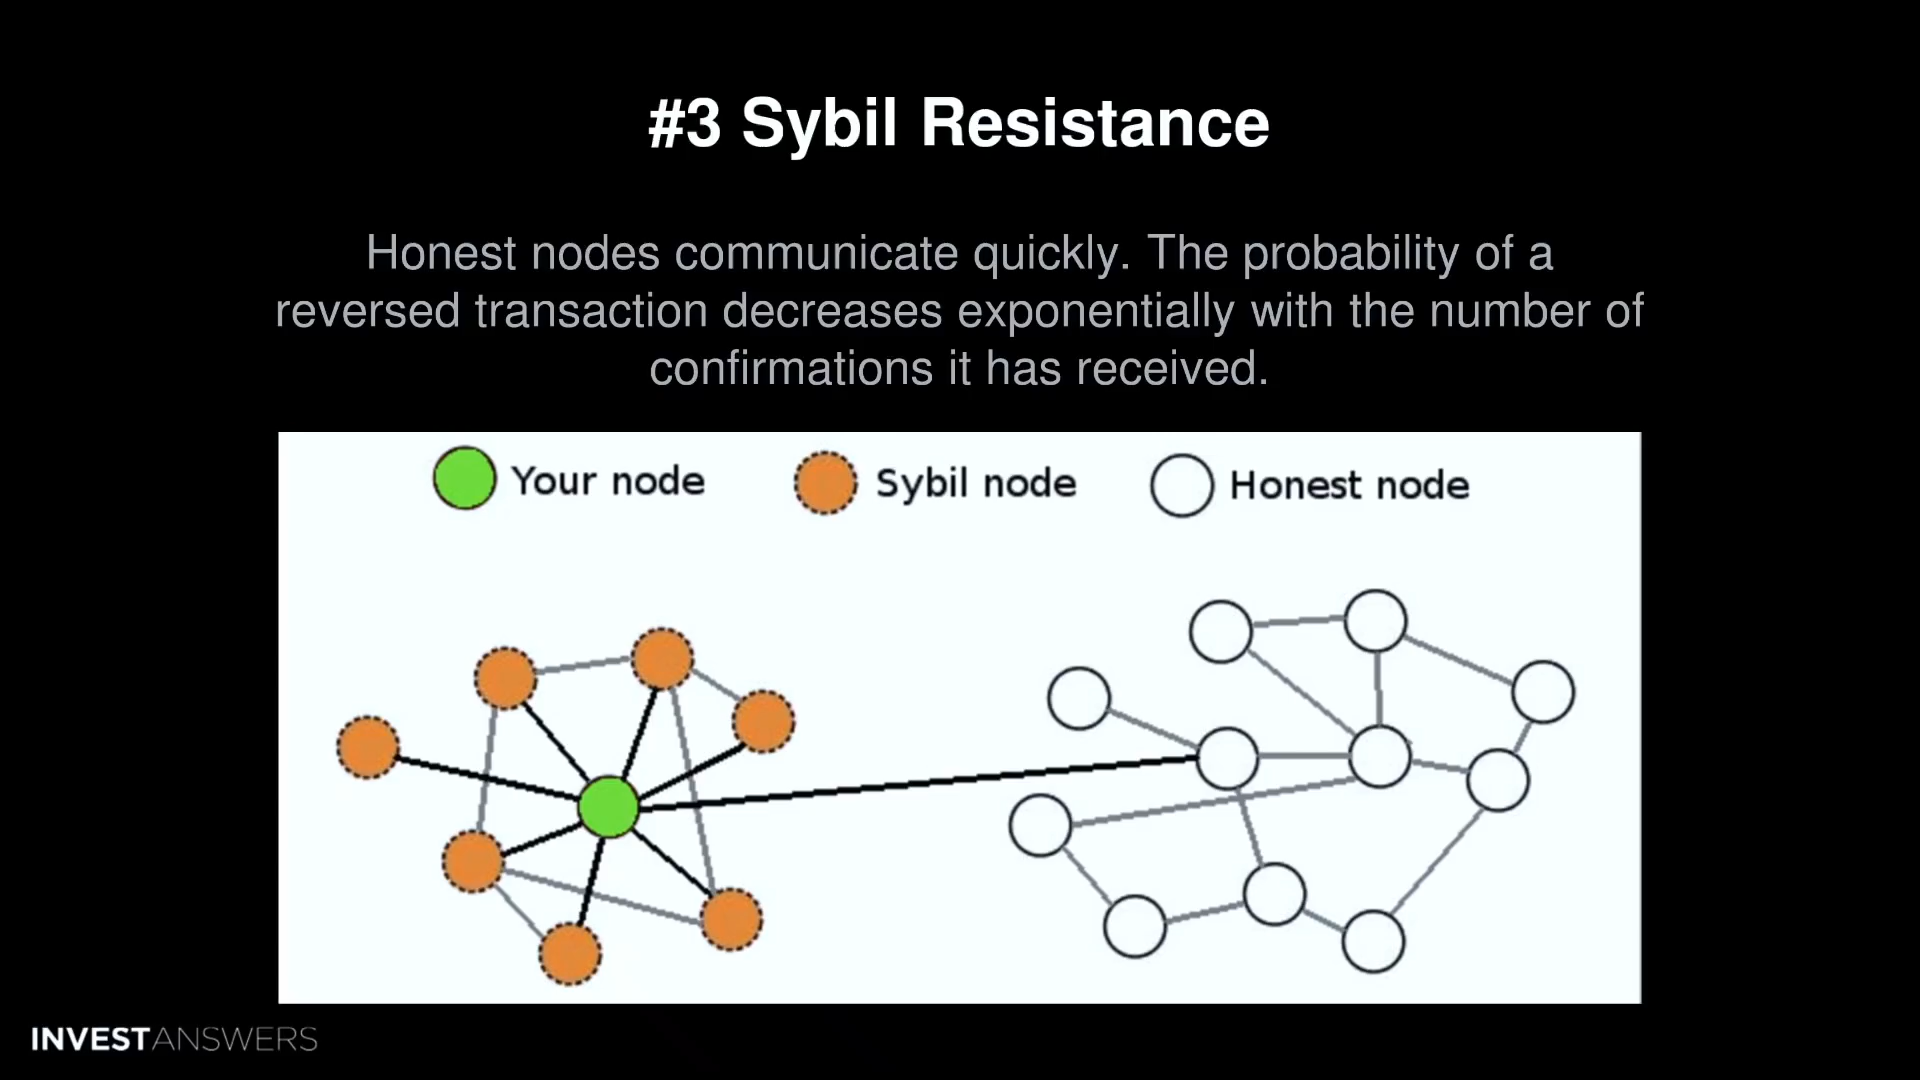 #3 Sybil Resistance
Honest nodes communicate quickly. The probability of a
reversed transaction decreases exponentially with the number of
confirmations it has received.
Your node
Sybil node
Honest node
INVESTANSWERS